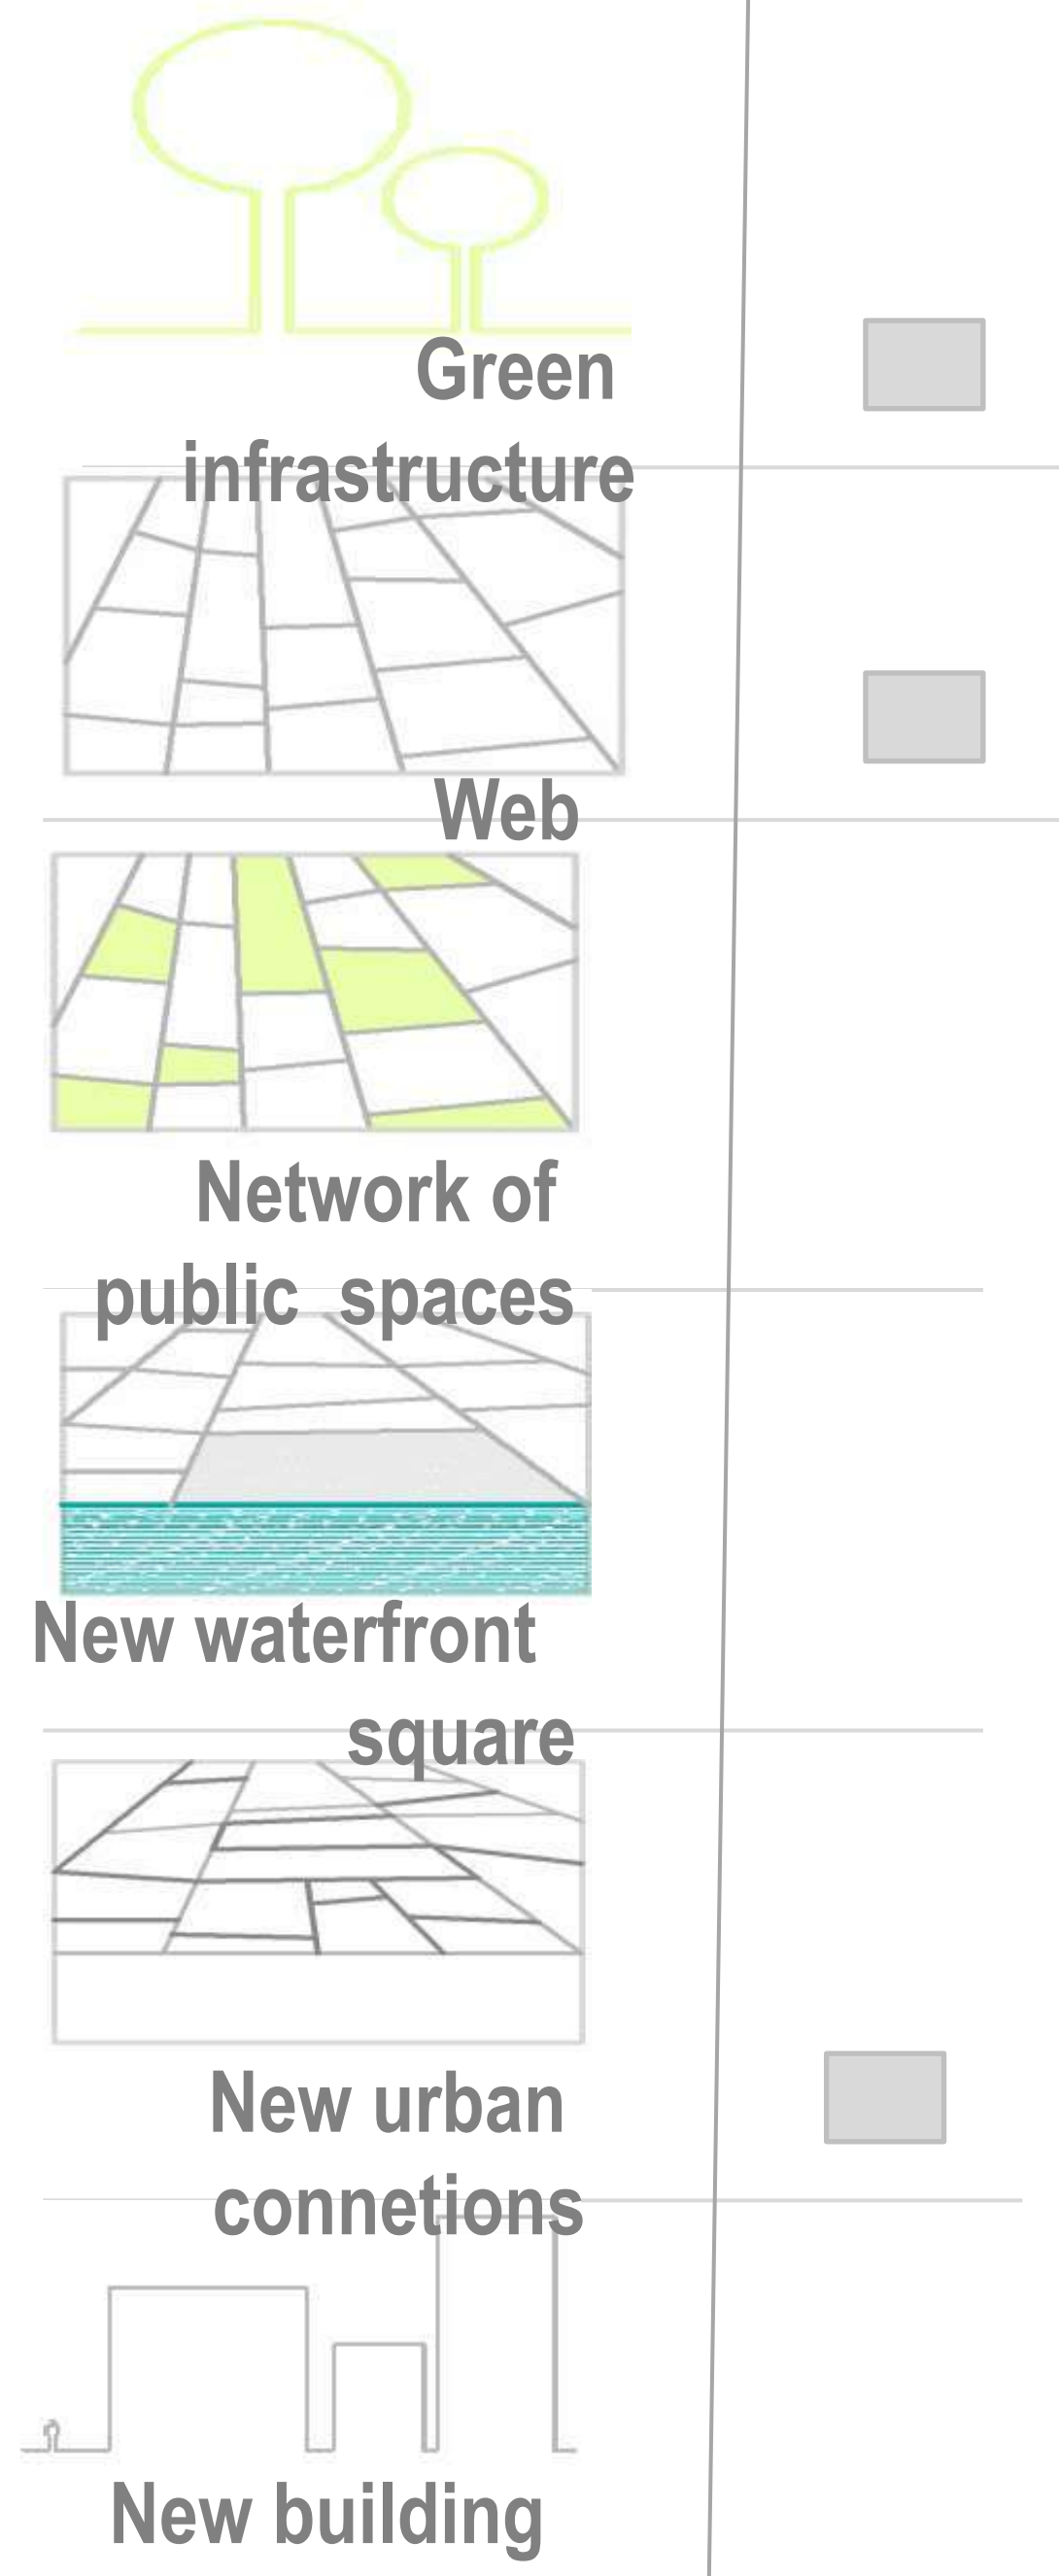 Green
infrastructure
Web
Network of
public spaces
New waterfront
square
New urban
connetions
New building